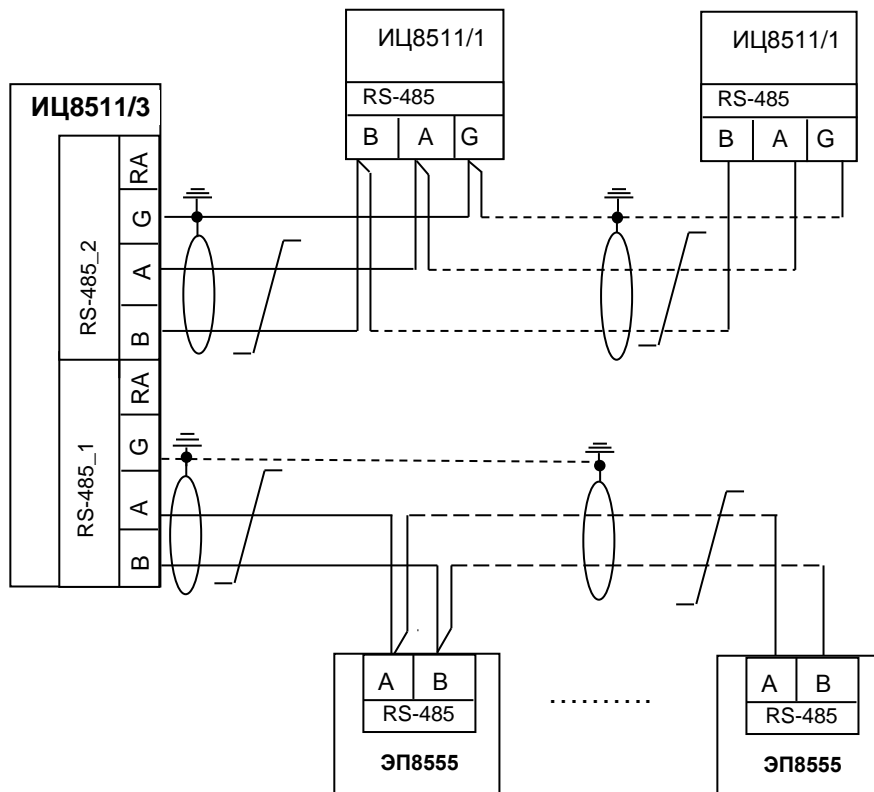 ИЦ8511/1
RS-485
B A G
ИЦ8511/1
RS-485
B A G
ИЦ8511/3
RS-485_2
RA
G
A
B
RS-485_1
RA
G
A
B
A B
RS-485
ЭП8555
..........
A B
RS-485
ЭП8555